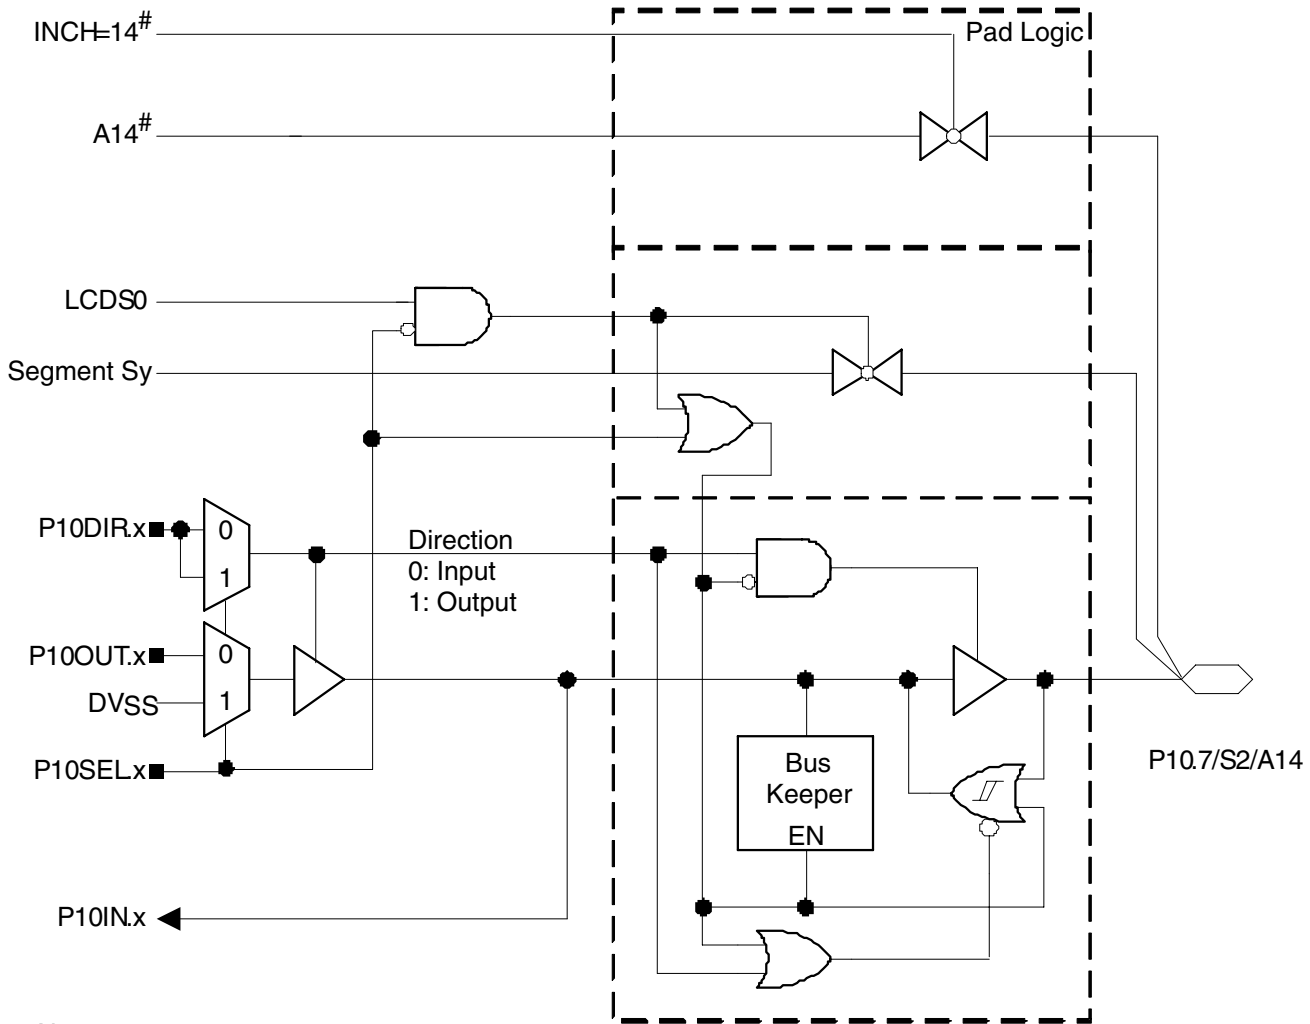 INCH=14#
Pad Logic
A14#
LCDS0
Segment Sy
P10DIR.x
0
1
Direction
0: Input
1: Output
P10OUT.x
0
DVSS
1
P10SEL.x
Bus
Keeper
EN
P10.7/S2/A14
P10IN.x